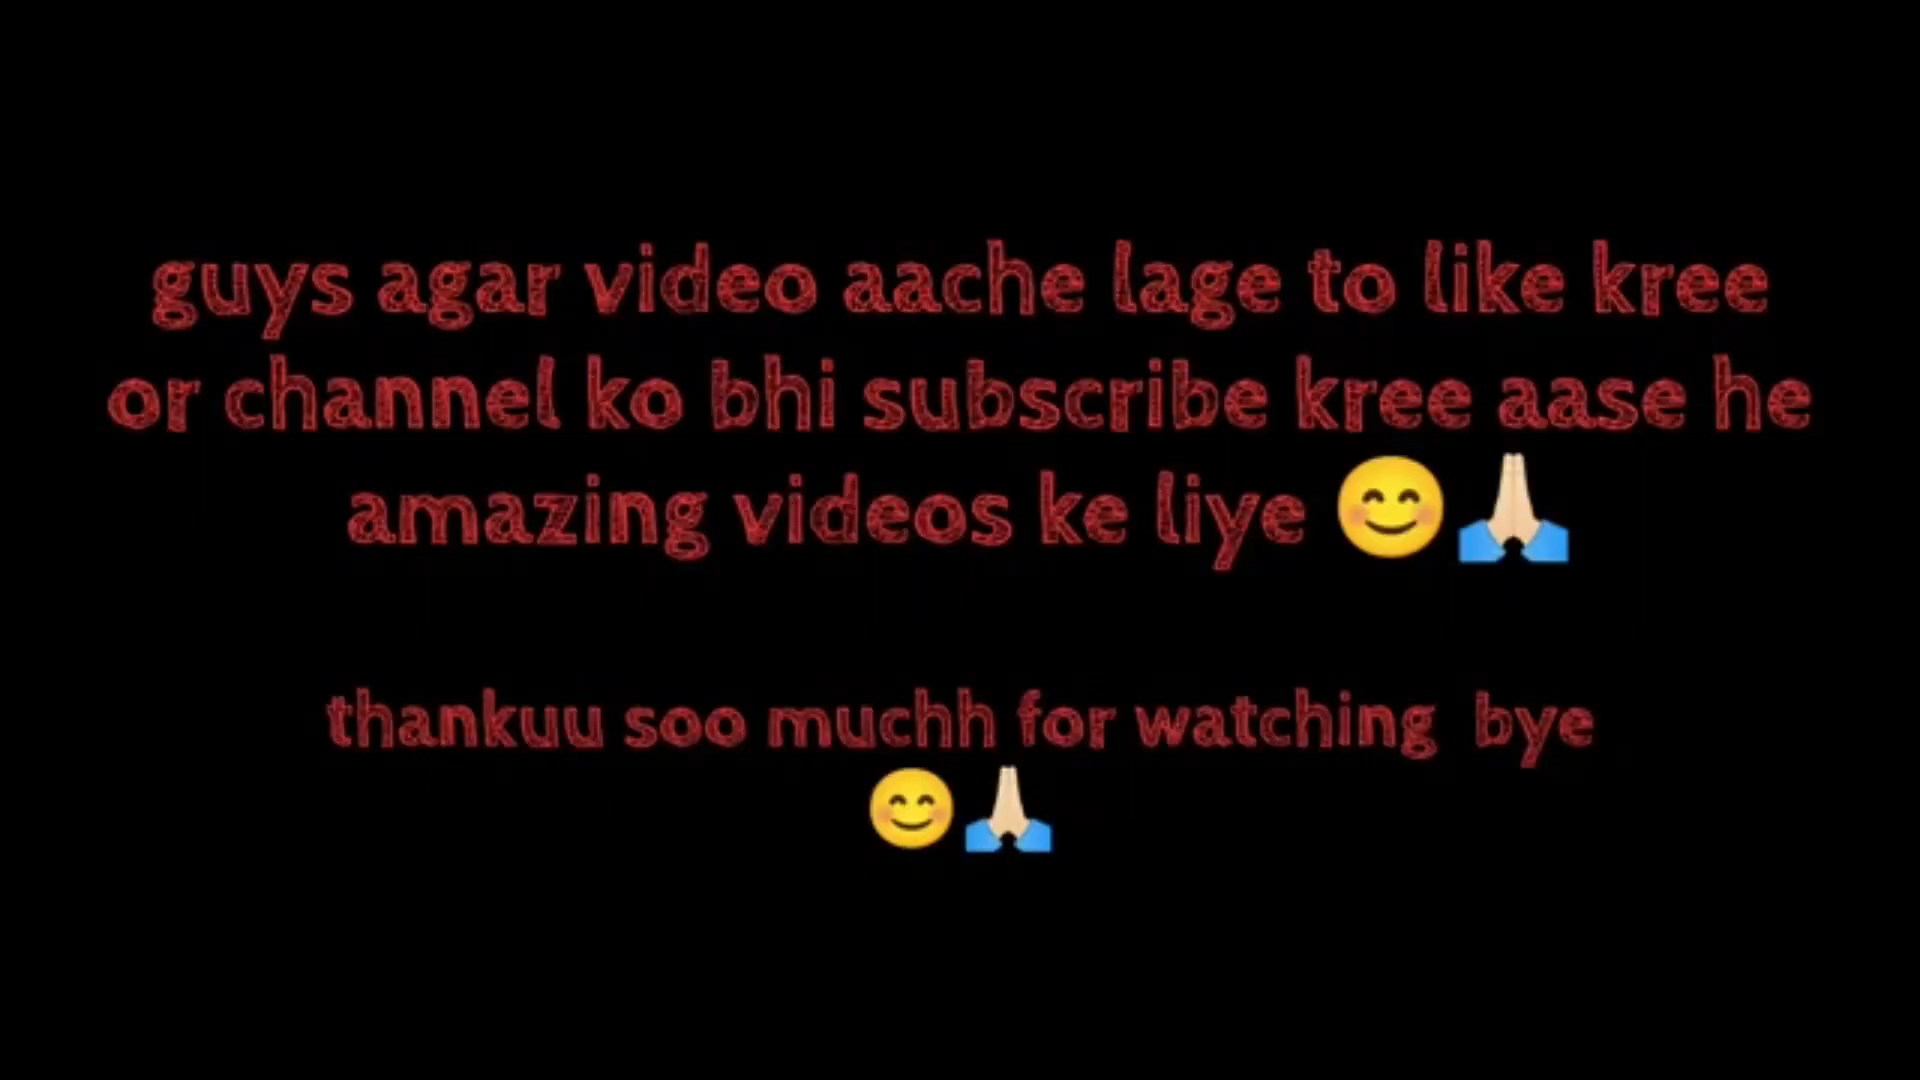 guys agar video aache lage to like kree
or channel ko bhi subscribe kree aase he
amazing videos ke liye 😊🙏🏻
thankuu soo muchh for watching bye
😊🙏🏻